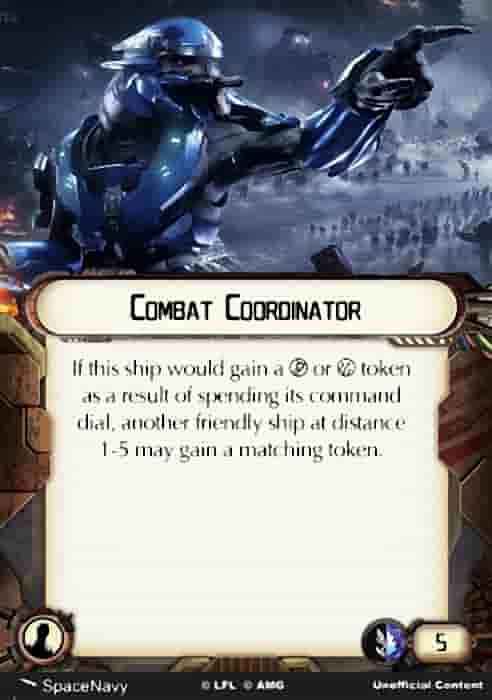 Combat Coordinator
If this ship would gain a or token
as a result of spending its command
dial, another friendly ship at distance
1-5 may gain a matching token.
5
SpaceNavy
© LFL © AMG
Unofficial Content